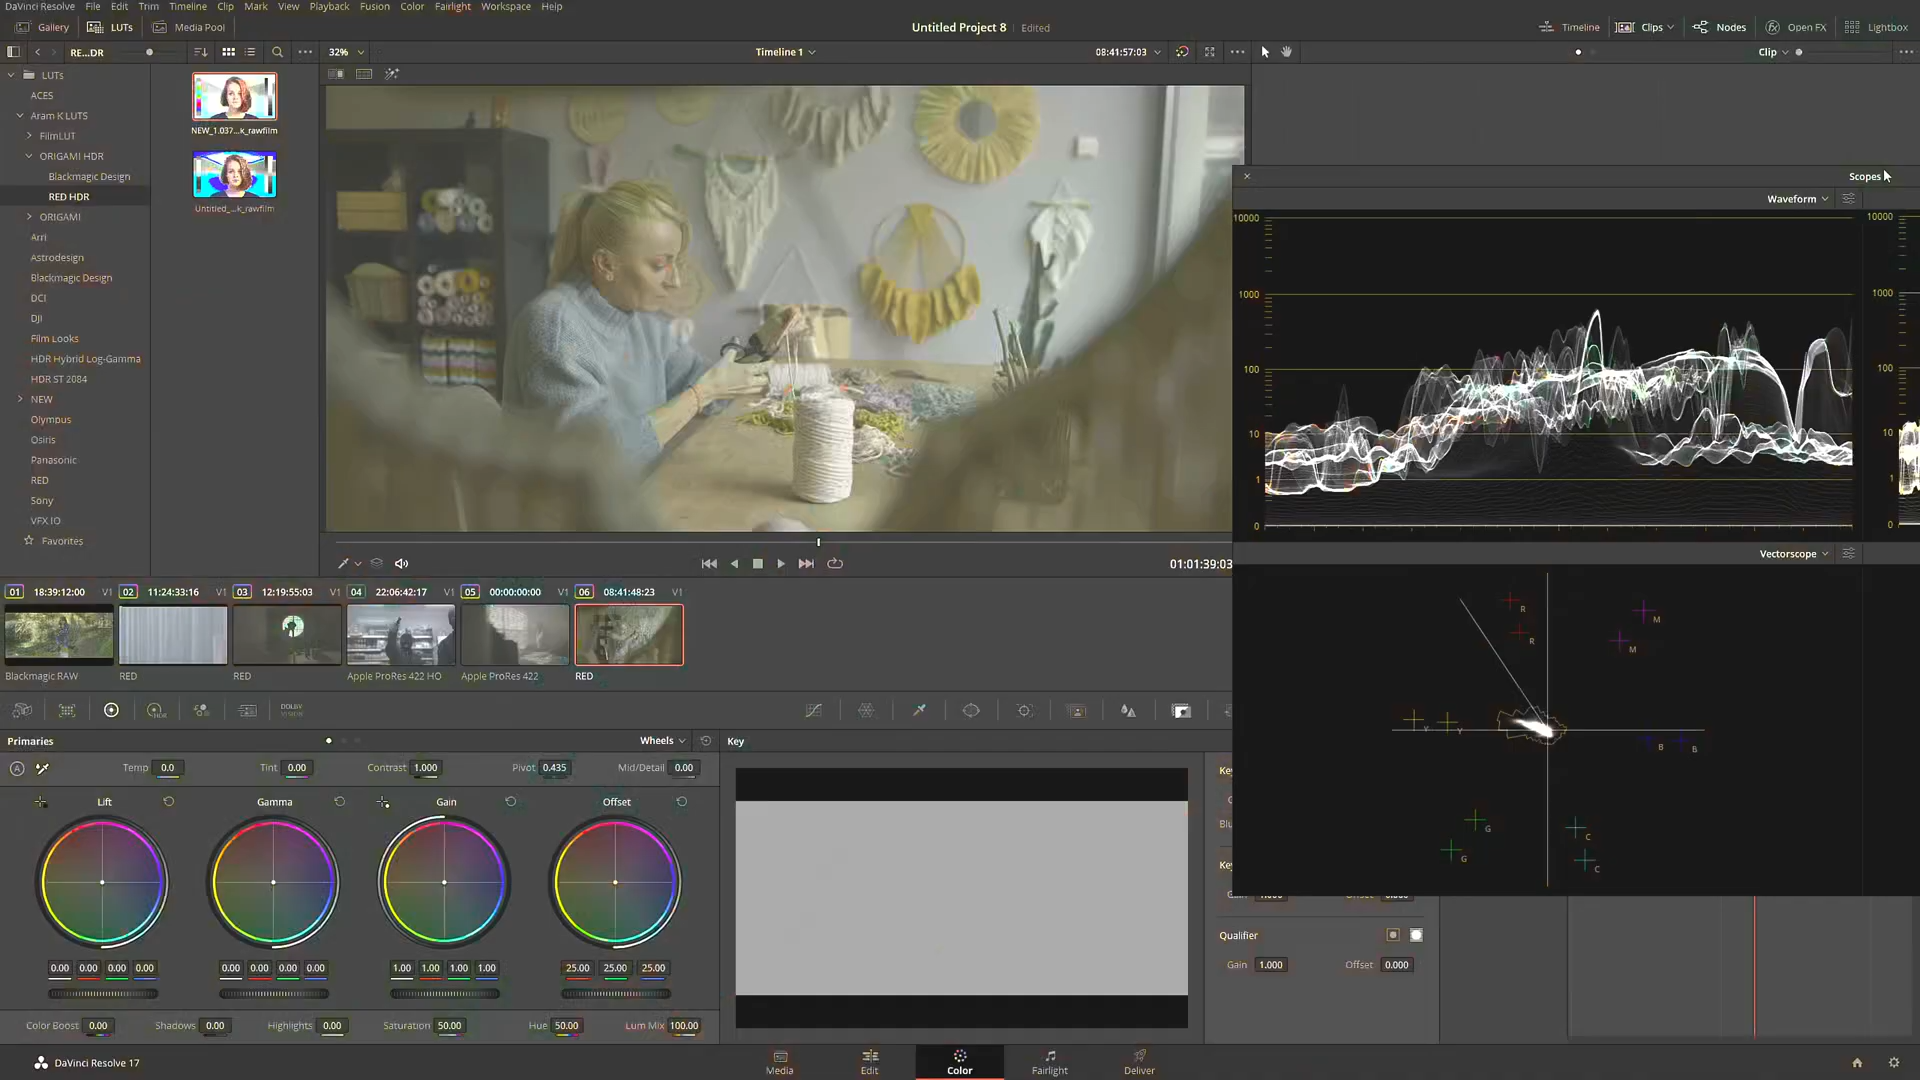 DaVinci Resolve File Edit Trim Timeline Clip Mark View Playback Fusion Color Fairlight Workspace Help
Gallery LUTs Media Pool Untitled Project 8 Edited Timeline Clips Nodes Open FX Lightbox
RE...DR 32% Timeline 1 08:41:57:03 Clip
LUTs
ACES
Aram K LUTS
FilmLUT
ORIGAMI HDR
Blackmagic Design
RED HDR
ORIGAMI
Arri
Astrodesign
Blackmagic Design
DCI
DJI
Film Looks
HDR Hybrid Log-Gamma
HDR ST 2084
NEW
Olympus
Osiris
Panasonic
RED
Sony
VFX IO
Favorites
NEW_1.037...k_rawfilm
Untitled_...k_rawfilm
01:01:39:03
Scopes
Waveform
10000
1000
100
10
1
0
10000
1000
100
10
1
0
Vectorscope
R
R
M
M
Y
Y
B
B
G
G
C
C
01 18:39:12:00 V1
Blackmagic RAW
02 11:24:33:16 V1
RED
03 12:19:55:03 V1
RED
04 22:06:42:17 V1
Apple ProRes 422 HQ
05 00:00:00:00 V1
Apple ProRes 422
06 08:41:48:23 V1
RED
DOLBY
VISION
Primaries Wheels
Temp 0.0 Tint 0.00 Contrast 1.000 Pivot 0.435 Mid/Detail 0.00
A
Lift Gamma Gain Offset
0.00 0.00 0.00 0.00 0.00 0.00 0.00 0.00 1.00 1.00 1.00 1.00 25.00 25.00 25.00
Color Boost 0.00 Shadows 0.00 Highlights 0.00 Saturation 50.00 Hue 50.00 Lum Mix 100.00
Key
Qualifier
Gain 1.000 Offset 0.000
DaVinci Resolve 17 Media Edit Color Fairlight Deliver